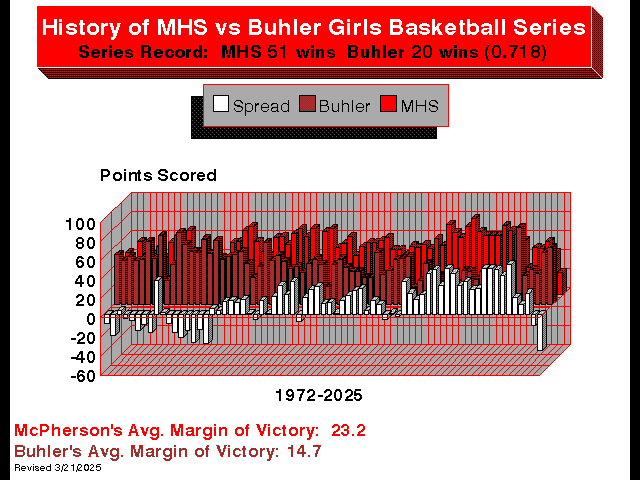 History of MHS vs Buhler Girls Basketball Series
Series Record: MHS 51 wins Buhler 20 wins (0.718)
Spread Buhler MHS
Points Scored
100
80
60
40
20
0
-20
-40
-60
1972-2025
McPherson's Avg. Margin of Victory: 23.2
Buhler's Avg. Margin of Victory: 14.7
Revised 3/21/2025